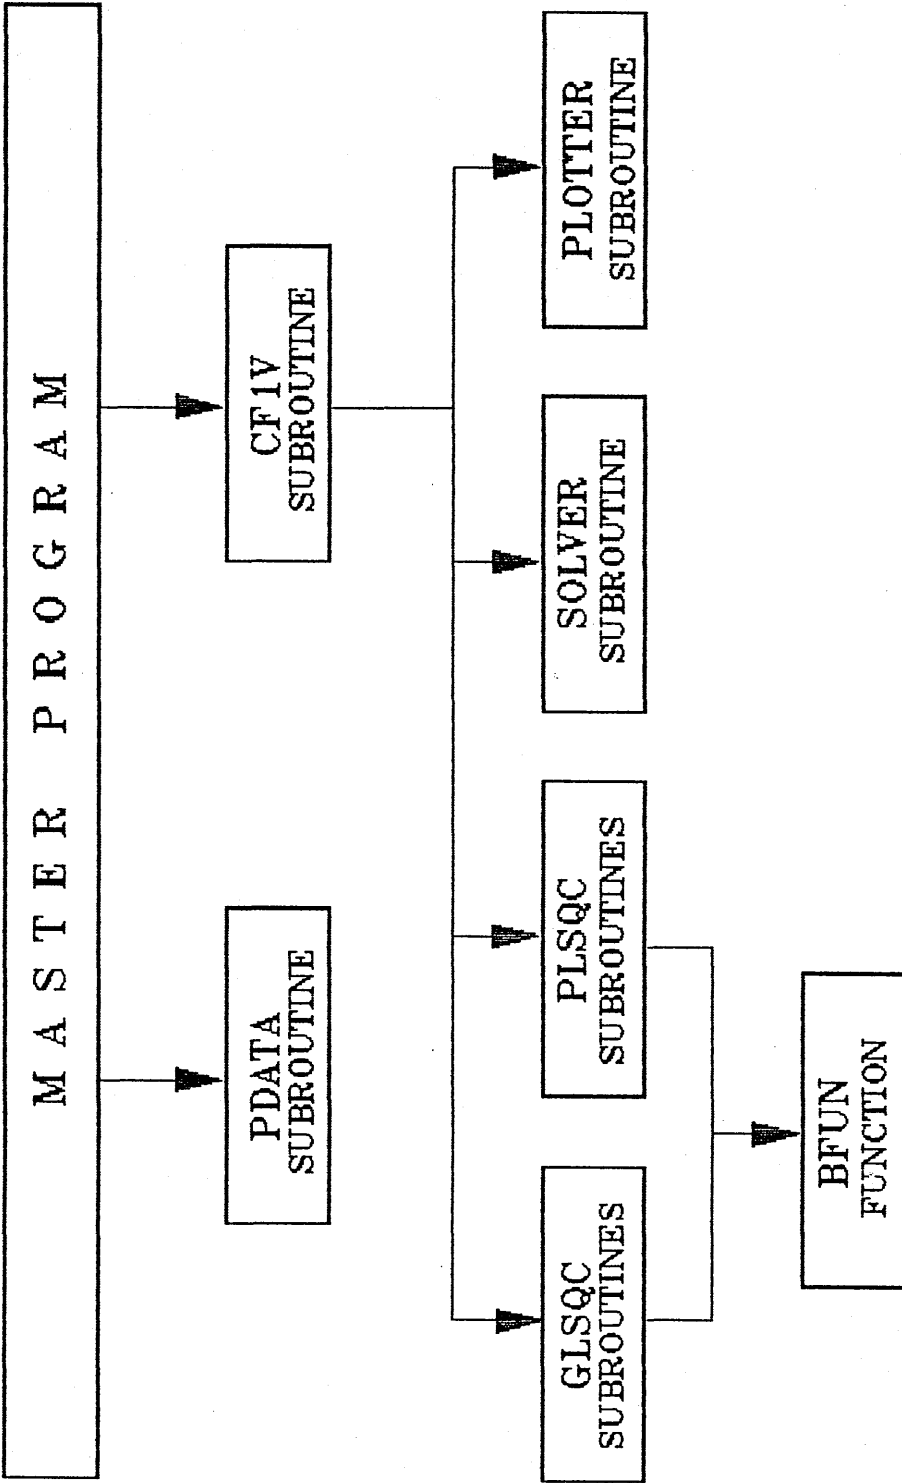 MASTER PROGRAM
PDATA
SUBROUTINE
CF1V
SUBROUTINE
GLSQC
SUBROUTINES
PLSQC
SUBROUTINES
SOLVER
SUBROUTINE
PLOTTER
SUBROUTINE
BFUN
FUNCTION